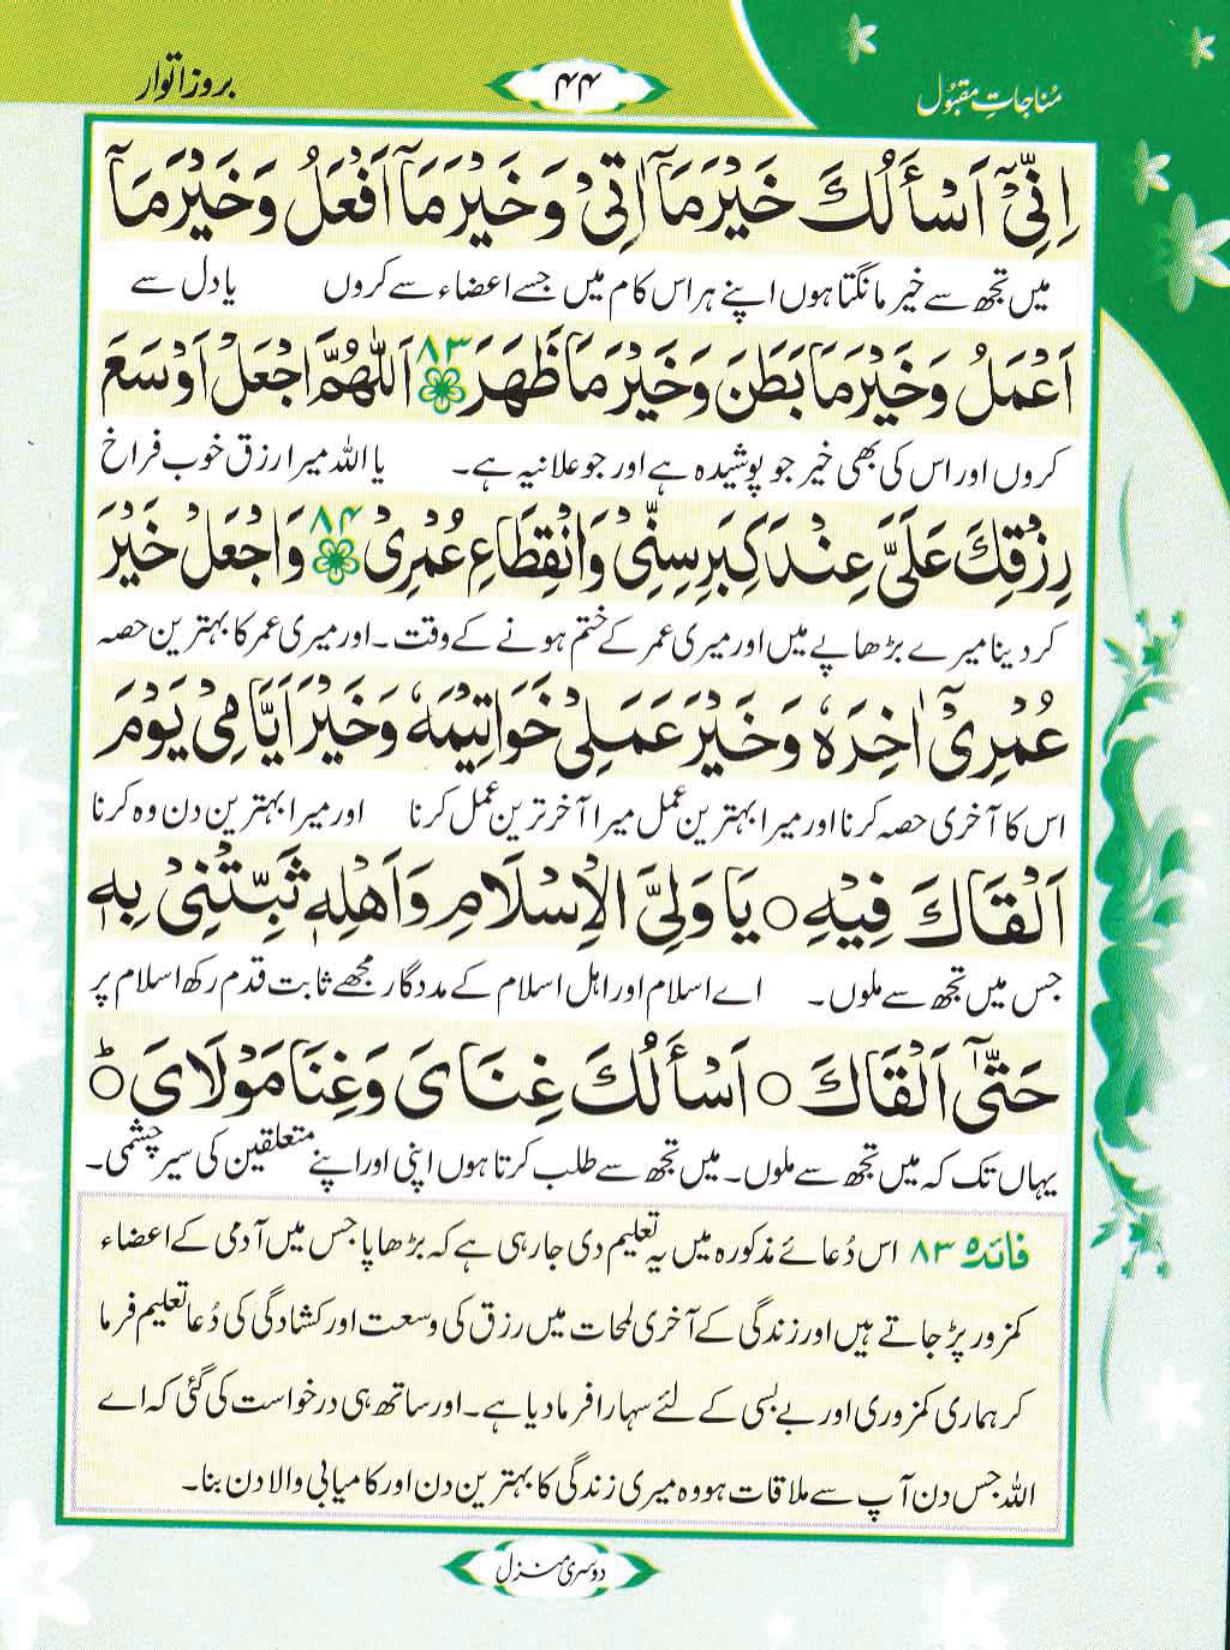 مُناجاتِ مقبُول
۴۴
بروز اتوار
اِنِّیْٓ اَسْأَلُكَ خَیْرَ مَآ اٰتِیْ وَخَیْرَ مَآ اَفْعَلُ وَخَیْرَ مَآ
میں تجھ سے خیر مانگتا ہوں اپنے ہر اس کام میں جسے اعضاء سے کروں یا دل سے
اَعْمَلُ وَخَیْرَ مَا بَطَنَ وَخَیْرَ مَا ظَهَرَ ۸۳ اَللّٰهُمَّ اجْعَلْ اَوْسَعَ
کروں اور اس کی بھی خیر جو پوشیدہ ہے اور جو علانیہ ہے۔ یا اللہ میرا رزق خوب فراخ
رِزْقِكَ عَلَیَّ عِنْدَ كِبَرِ سِنِّیْ وَانْقِطَاعِ عُمْرِیْ ۸۴ وَاجْعَلْ خَیْرَ
کر دینا میرے بڑھاپے میں اور میری عمر کے ختم ہونے کے وقت۔ اور میری عمر کا بہترین حصہ
عُمْرِیْٓ اٰخِرَهٗ وَخَیْرَ عَمَلِیْ خَوَاتِیْمَهٗ وَخَیْرَ اَیَّامِیْ یَوْمَ
اس کا آخری حصہ کرنا اور میرا بہترین عمل میرا آخر ترین عمل کرنا اور میرا بہترین دن وہ کرنا
اَلْقَاكَ فِیْهِ ○ یَا وَلِیَّ الْاِسْلَامِ وَاَهْلِهٖ ثَبِّتْنِیْ بِهٖ
جس میں تجھ سے ملوں۔ اے اسلام اور اہل اسلام کے مددگار مجھے ثابت قدم رکھ اسلام پر
حَتّٰٓی اَلْقَاكَ ○ اَسْأَلُكَ غِنَایَ وَغِنَا مَوْلَایَ ○ؕ
یہاں تک کہ میں تجھ سے ملوں۔ میں تجھ سے طلب کرتا ہوں اپنی اور اپنے متعلقین کی سیر چشمی۔
فائدہ ۸۳ اس دُعائے مذکورہ میں یہ تعلیم دی جا رہی ہے کہ بڑھاپا جس میں آدمی کے اعضاء
کمزور پڑ جاتے ہیں اور زندگی کے آخری لمحات میں رزق کی وسعت اور کشادگی کی دُعا تعلیم فرما
کر ہماری کمزوری اور بے بسی کے لئے سہارا فرما دیا ہے۔ اور ساتھ ہی درخواست کی گئی کہ اے
اللہ جس دن آپ سے ملاقات ہو وہ میری زندگی کا بہترین دن اور کامیابی والا دن بنا۔
دوسری منزل